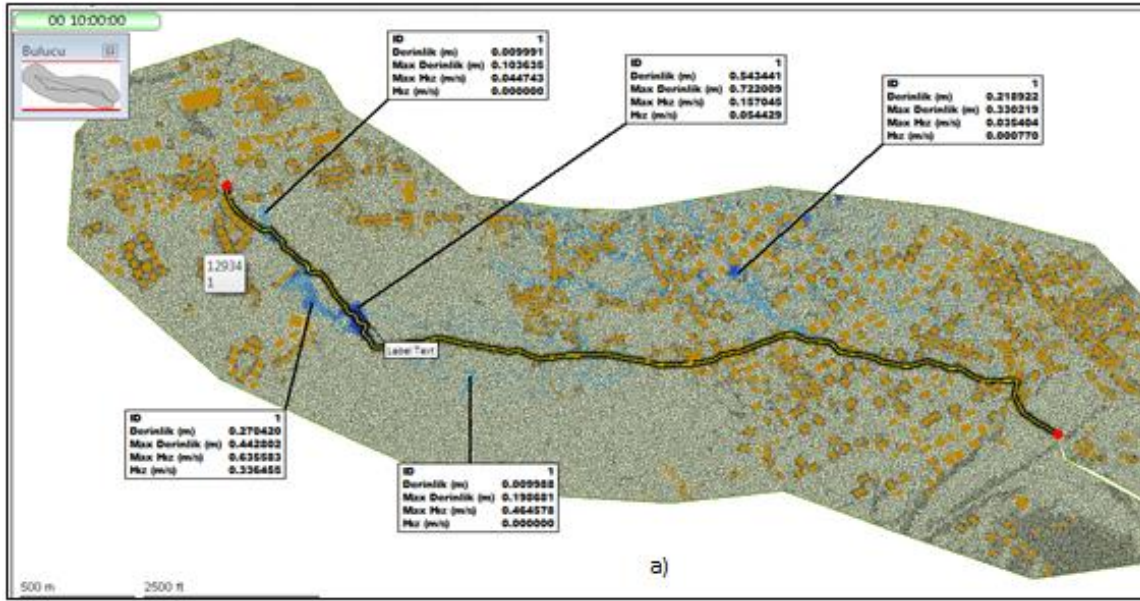 00 10:00:00
Bulucu
ID 1
Derinlik (m) 0.009991
Max Derinlik (m) 0.103635
Max Hız (m/s) 0.044743
Hız (m/s) 0.000000
ID 1
Derinlik (m) 0.543441
Max Derinlik (m) 0.722009
Max Hız (m/s) 0.157045
Hız (m/s) 0.054429
ID 1
Derinlik (m) 0.218922
Max Derinlik (m) 0.330219
Max Hız (m/s) 0.035404
Hız (m/s) 0.000770
12934
1
Label Text
ID 1
Derinlik (m) 0.270420
Max Derinlik (m) 0.442802
Max Hız (m/s) 0.635583
Hız (m/s) 0.336455
ID 1
Derinlik (m) 0.009988
Max Derinlik (m) 0.198681
Max Hız (m/s) 0.464578
Hız (m/s) 0.000000
a)
500 m 2500 ft